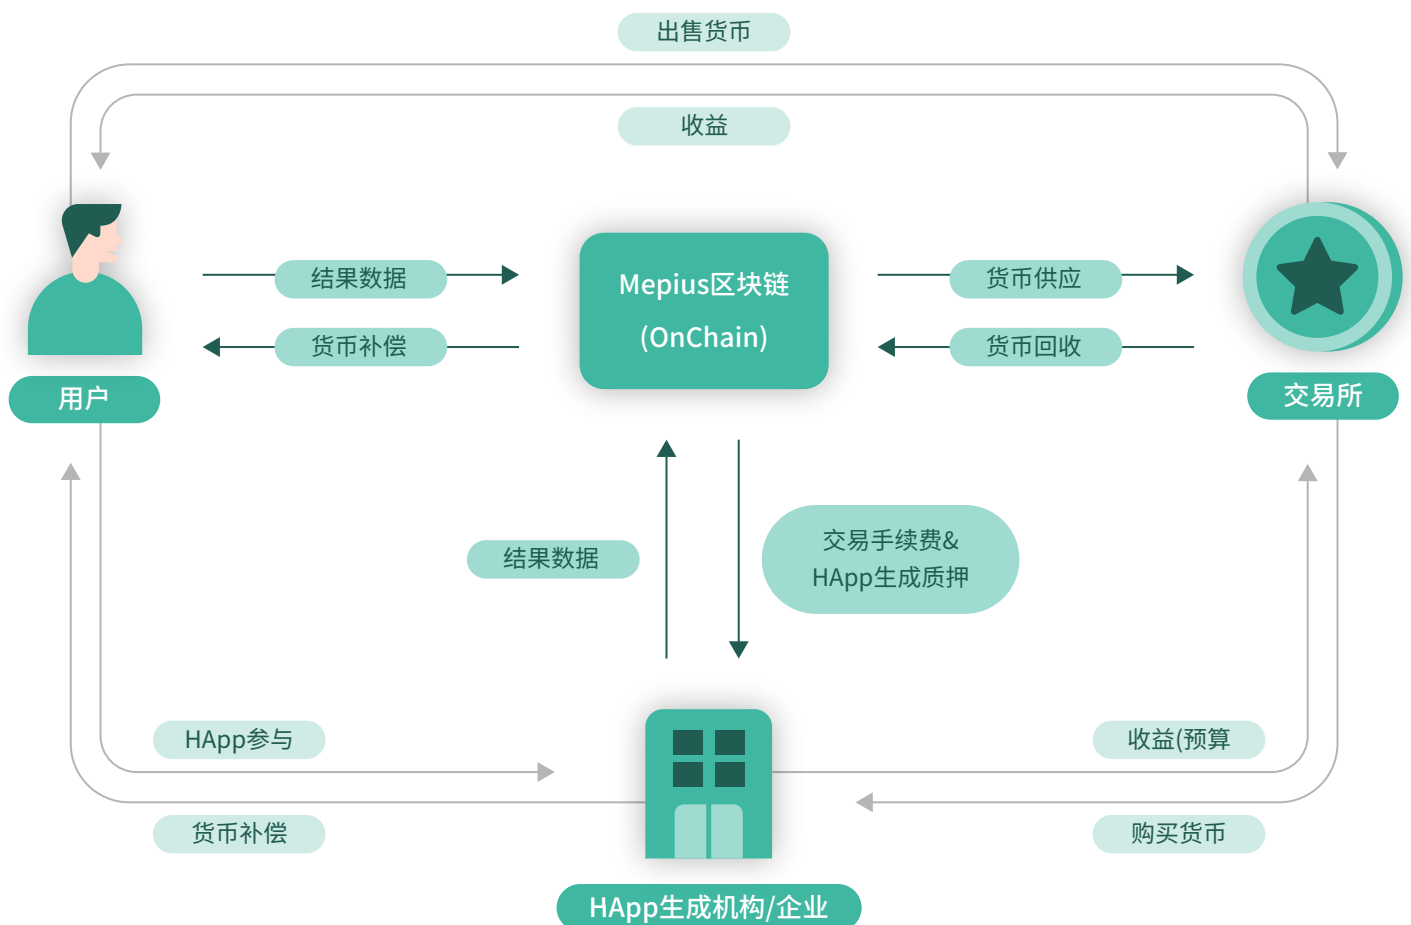 出售货币
收益
结果数据
货币补偿
用户
Mepius区块链
(OnChain)
货币供应
货币回收
交易所
结果数据
交易手续费&
HApp生成质押
HApp参与
货币补偿
收益(预算
购买货币
HApp生成机构/企业